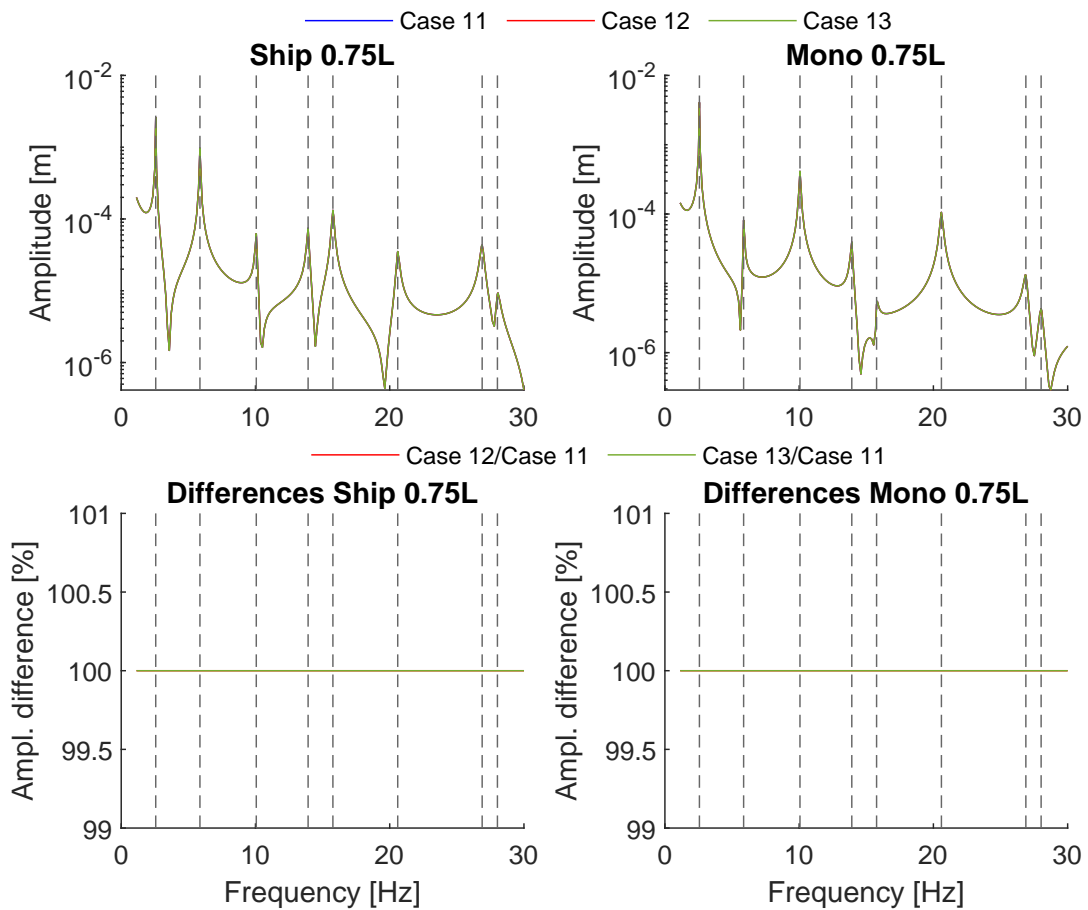 Case 11 Case 12 Case 13
Ship 0.75L Mono 0.75L
Amplitude [m] 10^-2 10^-4 10^-6
0 10 20 30
Amplitude [m] 10^-2 10^-4 10^-6
0 10 20 30
Case 12/Case 11 Case 13/Case 11
Differences Ship 0.75L Differences Mono 0.75L
Ampl. difference [%]
101
100.5
100
99.5
99
0 10 20 30
Frequency [Hz]
Ampl. difference [%]
101
100.5
100
99.5
99
0 10 20 30
Frequency [Hz]